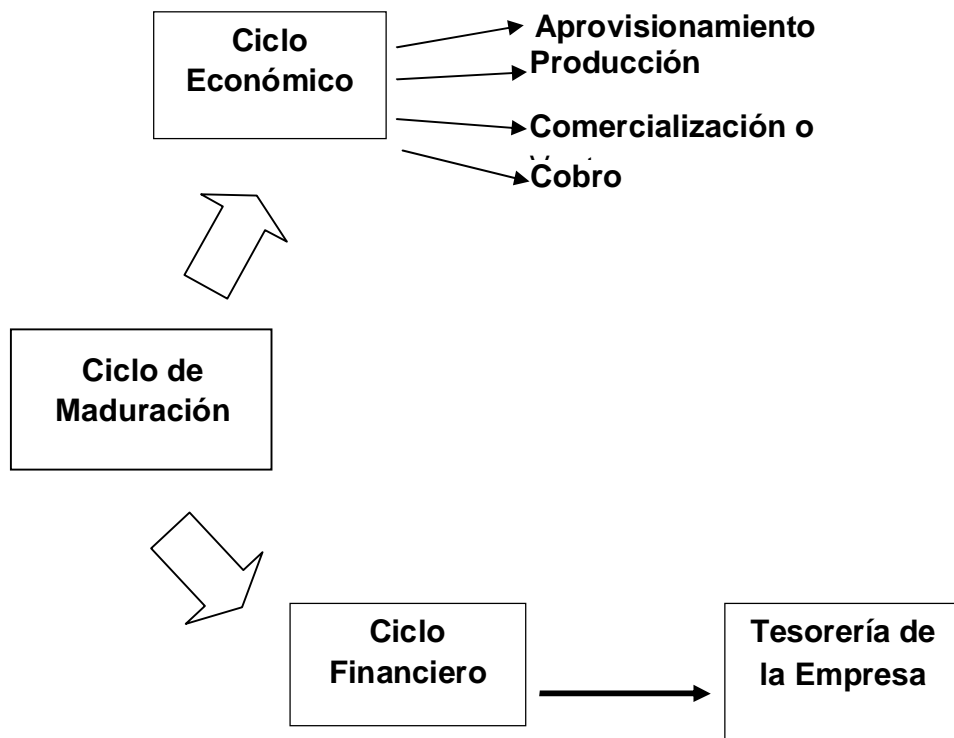 Ciclo
Económico
Aprovisionamiento
Producción
Comercialización o
Cobro
Ciclo de
Maduración
Ciclo
Financiero
Tesorería de
la Empresa